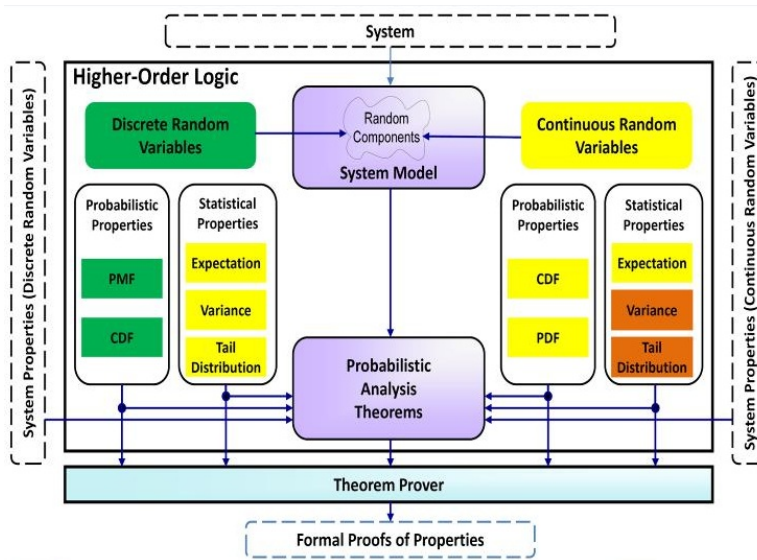 System
Higher-Order Logic
System Properties (Discrete Random Variables)
System Properties (Continuous Random Variables)
Discrete Random
Variables
Random
Components
System Model
Continuous Random
Variables
Probabilistic
Properties
PMF
CDF
Statistical
Properties
Expectation
Variance
Tail
Distribution
Probabilistic
Properties
CDF
PDF
Statistical
Properties
Expectation
Variance
Tail
Distribution
Probabilistic
Analysis
Theorems
Theorem Prover
Formal Proofs of Properties